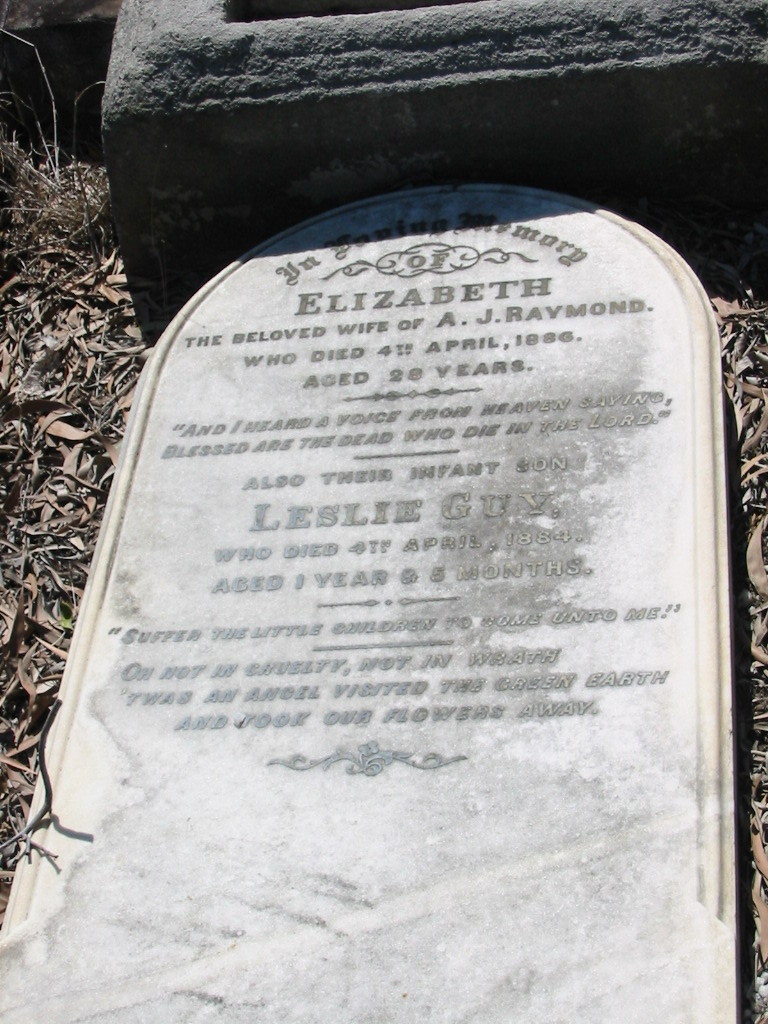 In Loving Memory
OF
ELIZABETH
THE BELOVED WIFE OF A. J. RAYMOND.
WHO DIED 4TH APRIL, 1886.
AGED 28 YEARS.
"AND I HEARD A VOICE FROM HEAVEN SAYING,
BLESSED ARE THE DEAD WHO DIE IN THE LORD."
ALSO THEIR INFANT SON
LESLIE GUY,
WHO DIED 4TH APRIL, 1884.
AGED 1 YEAR & 5 MONTHS.
"SUFFER THE LITTLE CHILDREN TO COME UNTO ME."
OH NOT IN CRUELTY, NOT IN WRATH
'TWAS AN ANGEL VISITED THE GREEN EARTH
AND TOOK OUR FLOWERS AWAY.